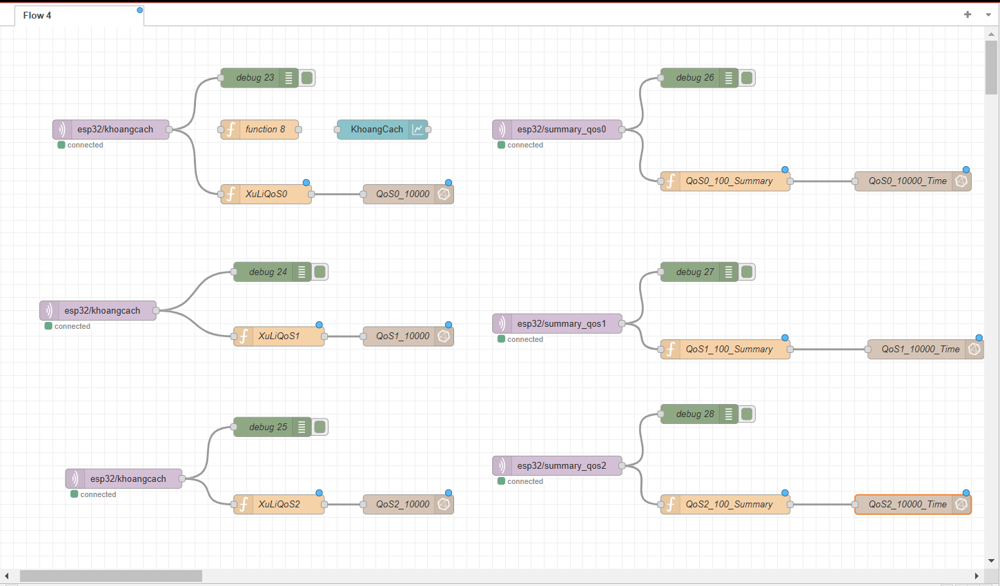 Flow 4
debug 23
esp32/khoangcach
connected
function 8
KhoangCach
XuLiQoS0
QoS0_10000
debug 26
esp32/summary_qos0
connected
QoS0_100_Summary
QoS0_10000_Time
debug 24
esp32/khoangcach
connected
XuLiQoS1
QoS1_10000
debug 27
esp32/summary_qos1
connected
QoS1_100_Summary
QoS1_10000_Time
debug 25
esp32/khoangcach
connected
XuLiQoS2
QoS2_10000
debug 28
esp32/summary_qos2
connected
QoS2_100_Summary
QoS2_10000_Time